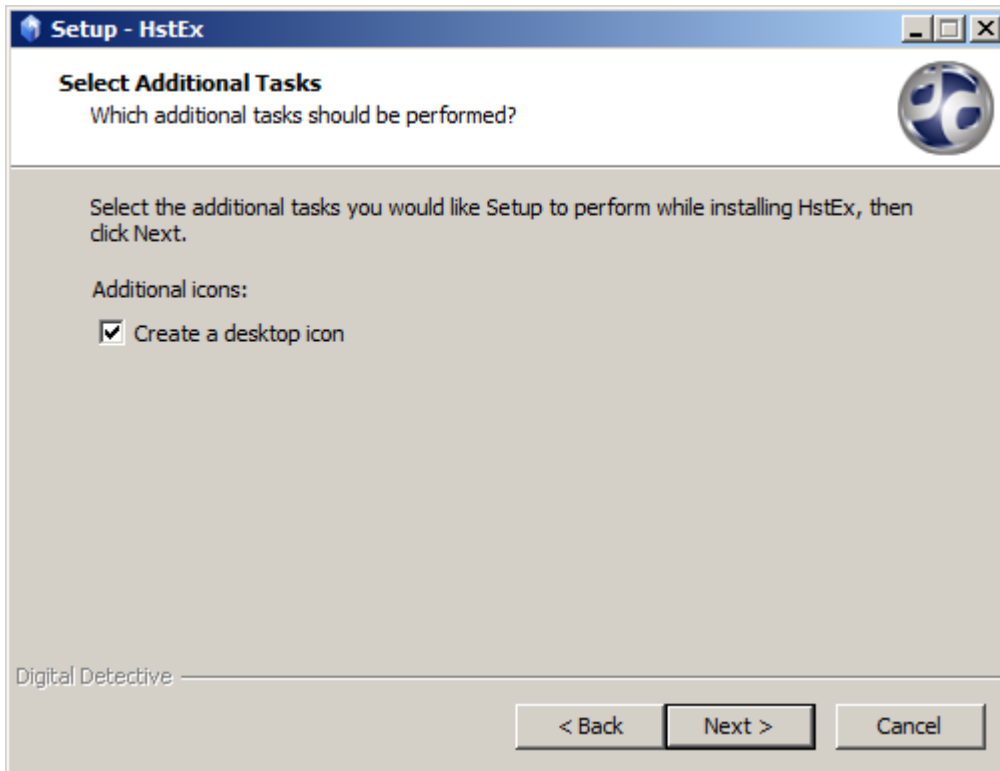 Setup - HstEx
Select Additional Tasks
Which additional tasks should be performed?
Select the additional tasks you would like Setup to perform while installing HstEx, then
click Next.
Additional icons:
Create a desktop icon
Digital Detective
< Back
Next >
Cancel